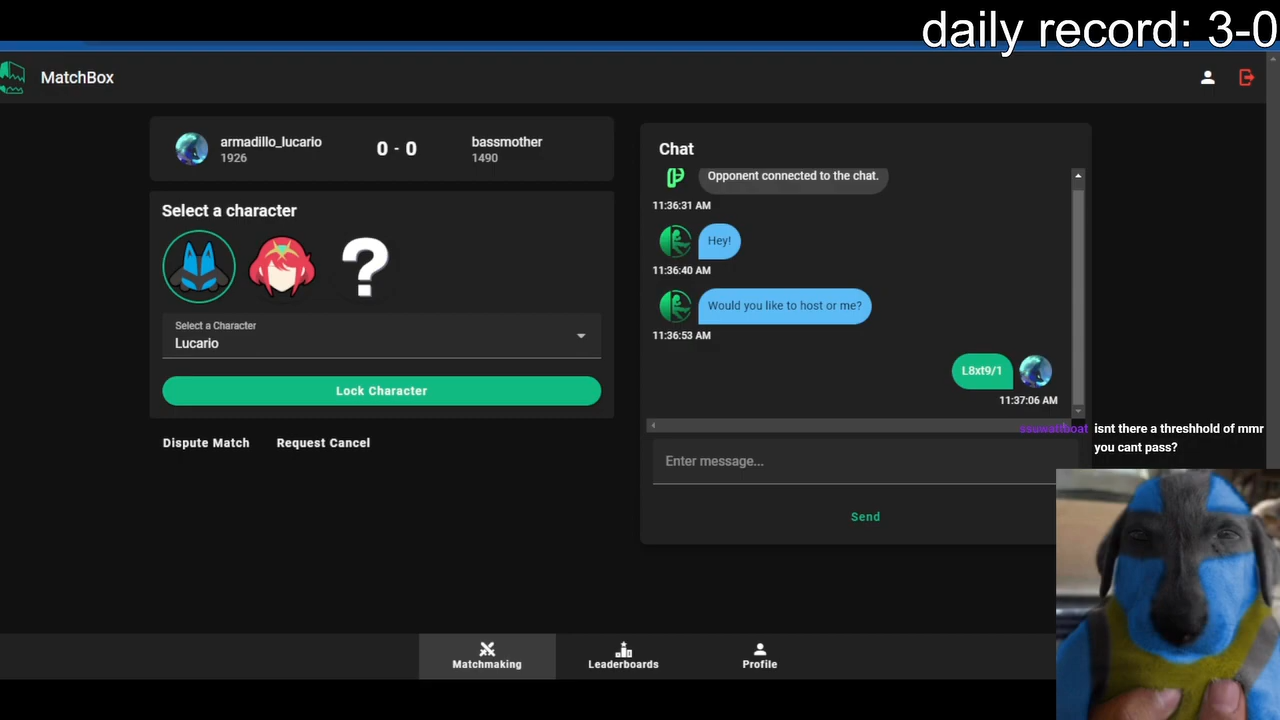 daily record: 3-0
MatchBox
armadillo_lucario
1926
0 - 0
bassmother
1490
Select a character
?
Select a Character
Lucario
Lock Character
Dispute Match
Request Cancel
Chat
Opponent connected to the chat.
11:36:31 AM
Hey!
11:36:40 AM
Would you like to host or me?
11:36:53 AM
L8xt9/1
11:37:06 AM
ssuwattboat isnt there a threshhold of mmr
you cant pass?
Enter message...
Send
Matchmaking
Leaderboards
Profile